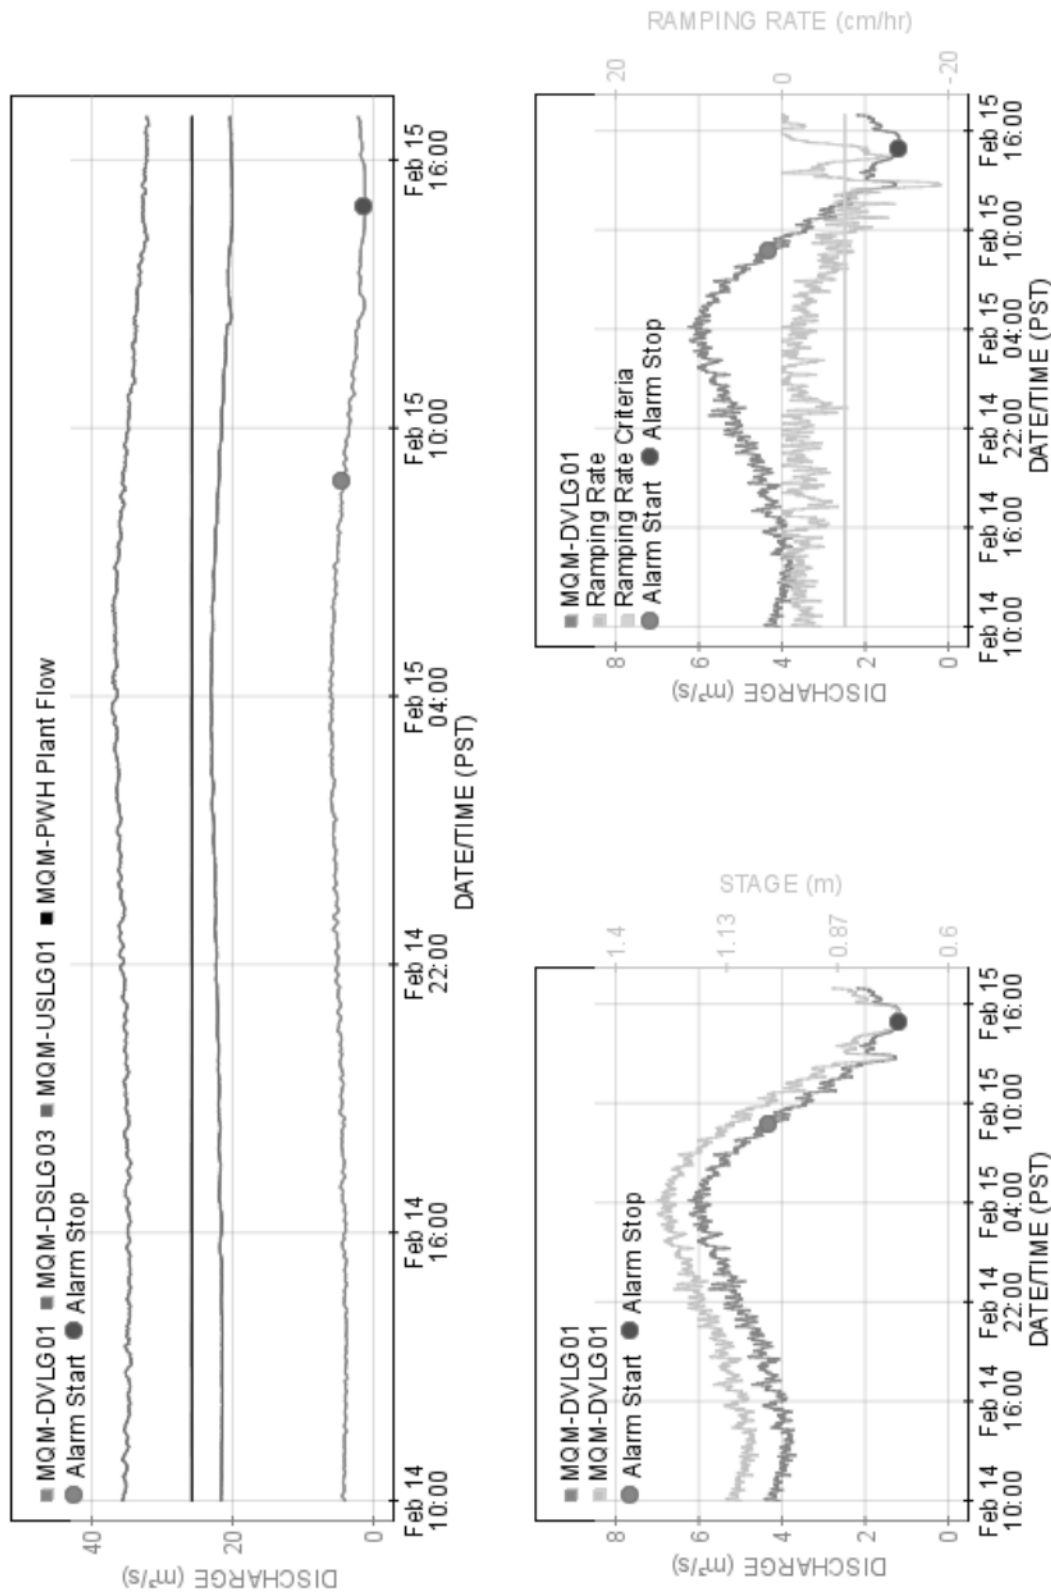 MQM-DVLG01 MQM-DSLG03 MQM-USLG01 MQM-PWH Plant Flow
Alarm Start Alarm Stop
40
20
0
DISCHARGE (m³/s)
Feb 14 Feb 14 Feb 14 Feb 15 Feb 15 Feb 15
10:00 16:00 22:00 04:00 10:00 16:00
DATE/TIME (PST)
MQM-DVLG01
MQM-DVLG01
Alarm Start Alarm Stop
8
6
4
2
0
DISCHARGE (m³/s)
1.4
1.13
0.87
0.6
STAGE (m)
Feb 14 Feb 14 Feb 14 Feb 15 Feb 15 Feb 15
10:00 16:00 22:00 04:00 10:00 16:00
DATE/TIME (PST)
MQM-DVLG01
Ramping Rate
Ramping Rate Criteria
Alarm Start Alarm Stop
8
6
4
2
0
DISCHARGE (m³/s)
20
0
-20
RAMPING RATE (cm/hr)
Feb 14 Feb 14 Feb 14 Feb 15 Feb 15 Feb 15
10:00 16:00 22:00 04:00 10:00 16:00
DATE/TIME (PST)